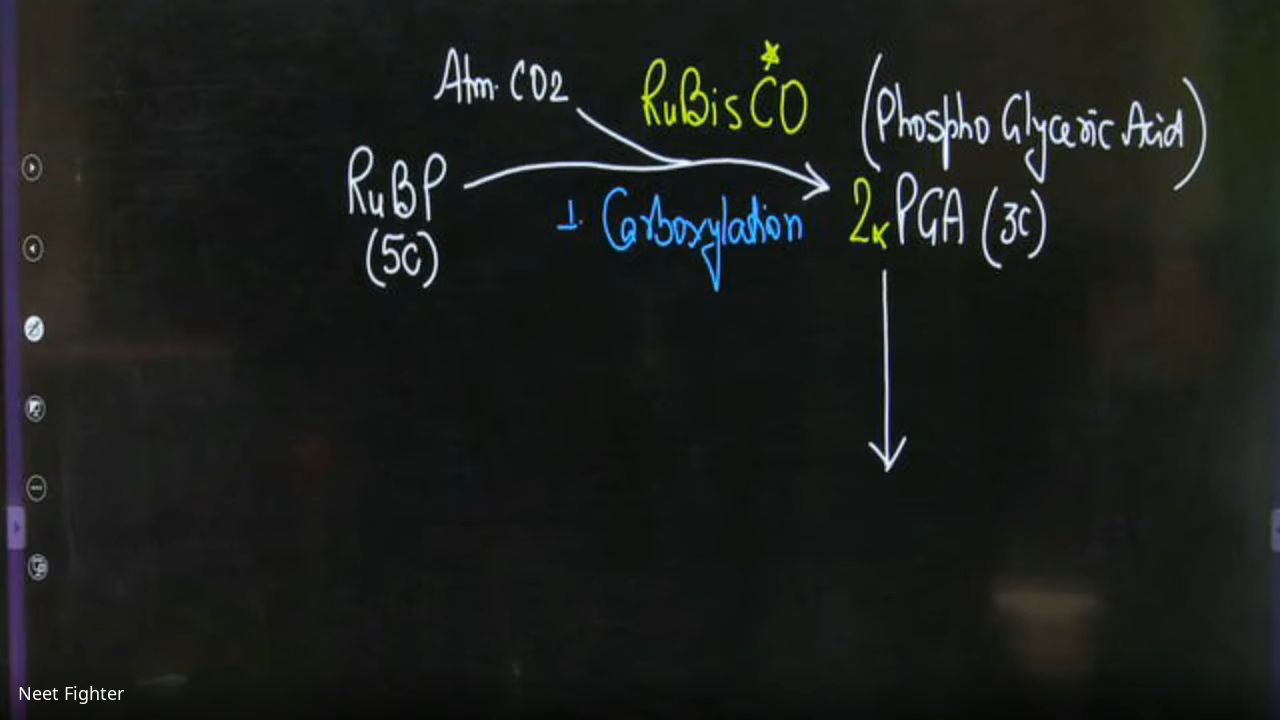 Atm. CO2
RuBisCO
(Phospho Glyceric Acid)
RuBP
1. Carboxylation
2x PGA (3C)
(5C)
Neet Fighter